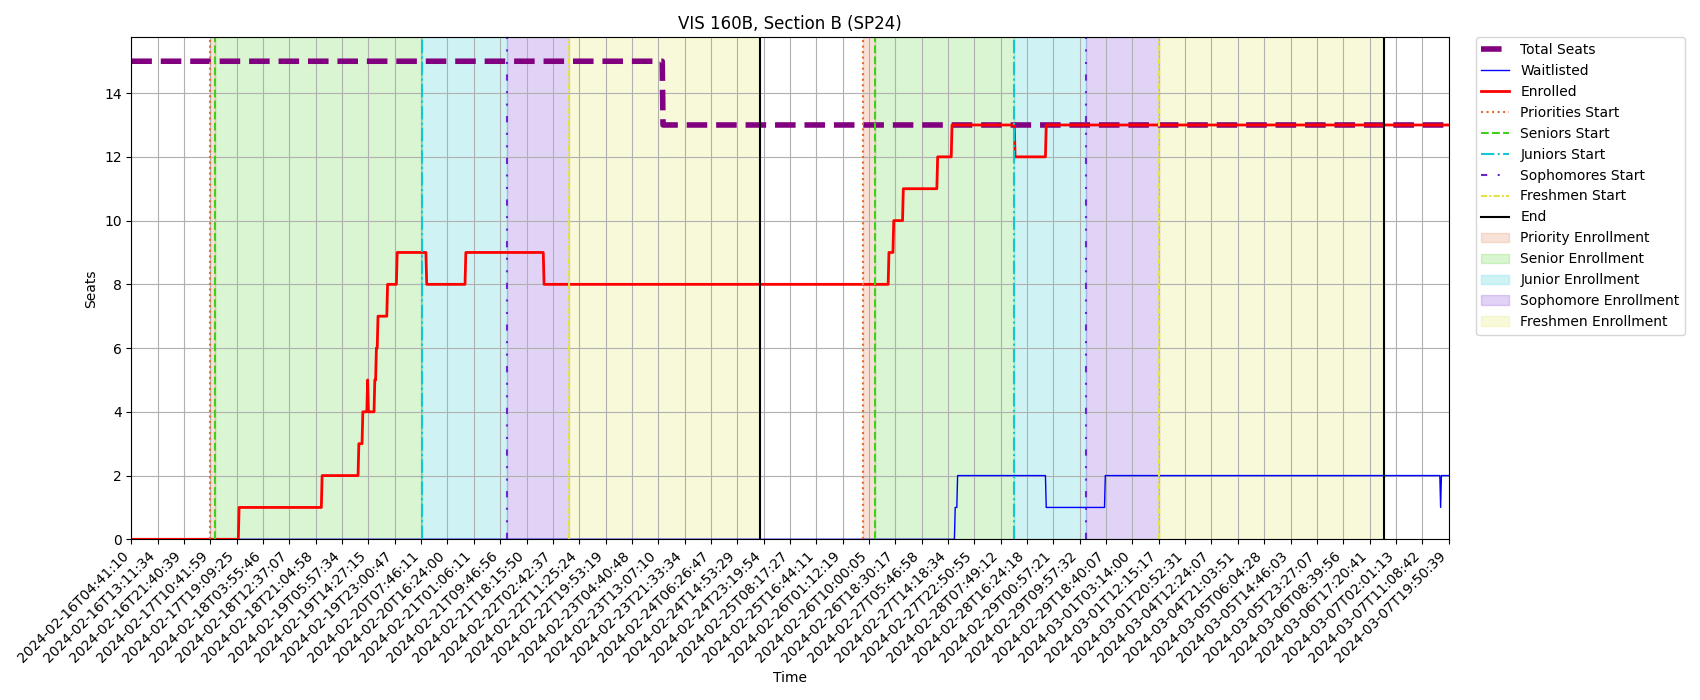 VIS 160B, Section B (SP24)
Total Seats
Waitlisted
Enrolled
Priorities Start
Seniors Start
Juniors Start
Sophomores Start
Freshmen Start
End
Priority Enrollment
Senior Enrollment
Junior Enrollment
Sophomore Enrollment
Freshmen Enrollment
Seats
14
12
10
8
6
4
2
0
2024-02-16T04:41:10
2024-02-16T13:11:34
2024-02-16T21:40:39
2024-02-17T10:41:59
2024-02-17T19:09:25
2024-02-18T03:55:46
2024-02-18T12:37:07
2024-02-18T21:04:58
2024-02-19T05:57:34
2024-02-19T14:27:15
2024-02-19T23:00:47
2024-02-20T07:46:11
2024-02-20T16:24:00
2024-02-21T01:06:11
2024-02-21T09:46:56
2024-02-21T18:15:50
2024-02-22T02:42:37
2024-02-22T11:25:24
2024-02-22T19:53:19
2024-02-23T04:40:48
2024-02-23T13:07:10
2024-02-23T21:33:34
2024-02-24T06:26:47
2024-02-24T14:53:29
2024-02-24T23:19:54
2024-02-25T08:17:27
2024-02-25T16:44:11
2024-02-26T01:12:19
2024-02-26T10:00:05
2024-02-26T18:30:17
2024-02-27T05:46:58
2024-02-27T14:18:34
2024-02-27T22:50:55
2024-02-28T07:49:12
2024-02-28T16:24:18
2024-02-29T00:57:21
2024-02-29T09:57:32
2024-02-29T18:40:07
2024-03-01T03:14:00
2024-03-01T12:15:17
2024-03-01T20:52:31
2024-03-04T12:24:07
2024-03-04T21:03:51
2024-03-05T06:04:28
2024-03-05T14:46:03
2024-03-05T23:27:07
2024-03-06T08:39:56
2024-03-06T17:20:41
2024-03-07T02:01:13
2024-03-07T11:08:42
2024-03-07T19:50:39
Time